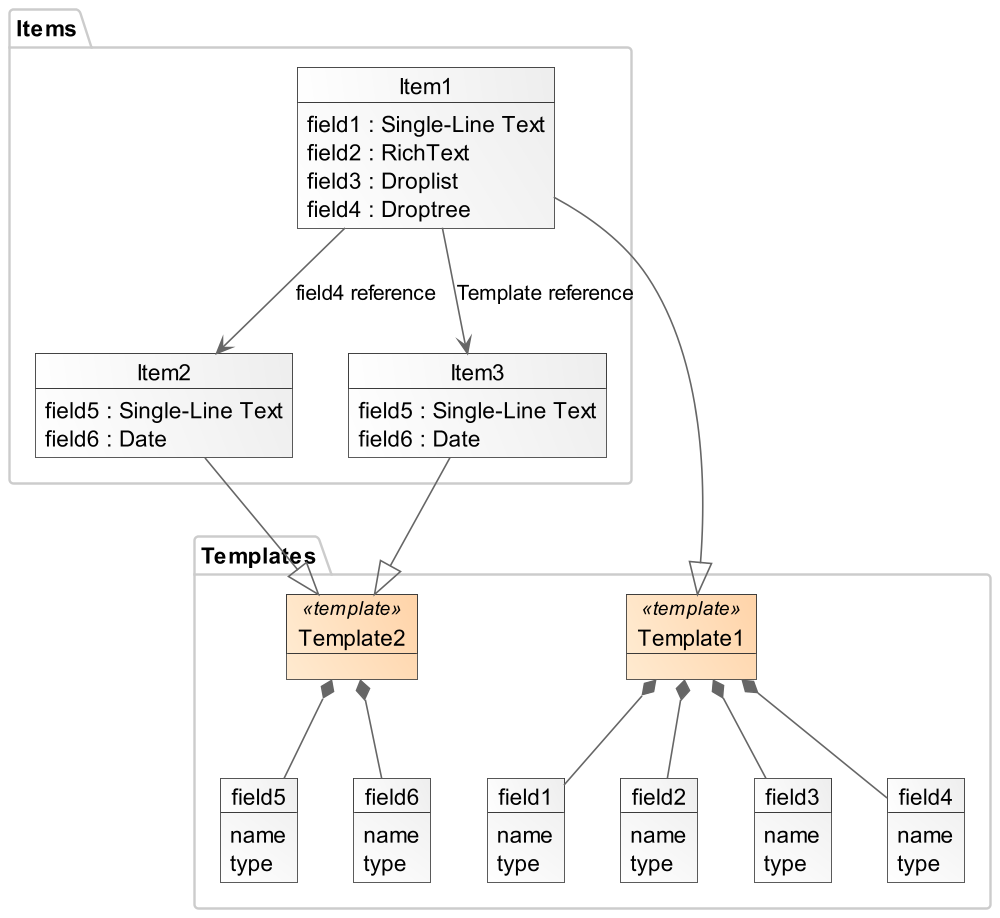 Items
Item1
field1 : Single-Line Text
field2 : RichText
field3 : Droplist
field4 : Droptree
field4 reference
Template reference
Item2
field5 : Single-Line Text
field6 : Date
Item3
field5 : Single-Line Text
field6 : Date
Templates
«template»
Template2
«template»
Template1
field5
name
type
field6
name
type
field1
name
type
field2
name
type
field3
name
type
field4
name
type